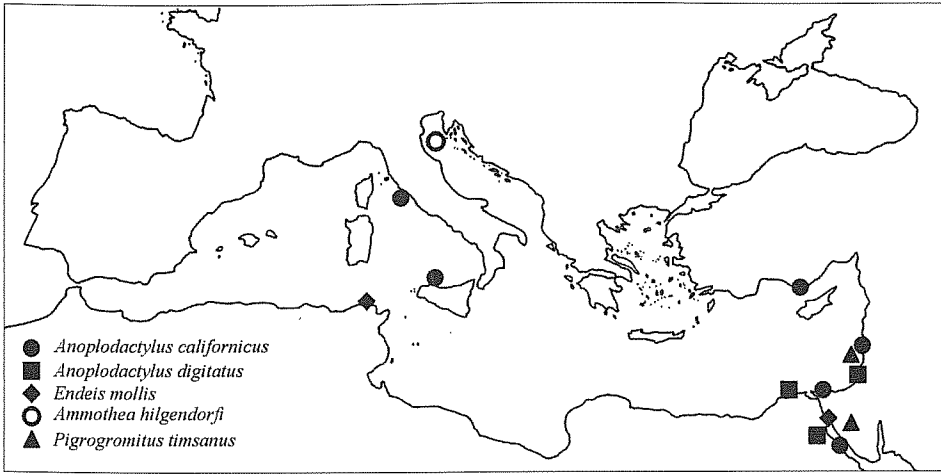 Anoplodactylus californicus
Anoplodactylus digitatus
Endeis mollis
Ammothea hilgendorfi
Pigrogromitus timsanus